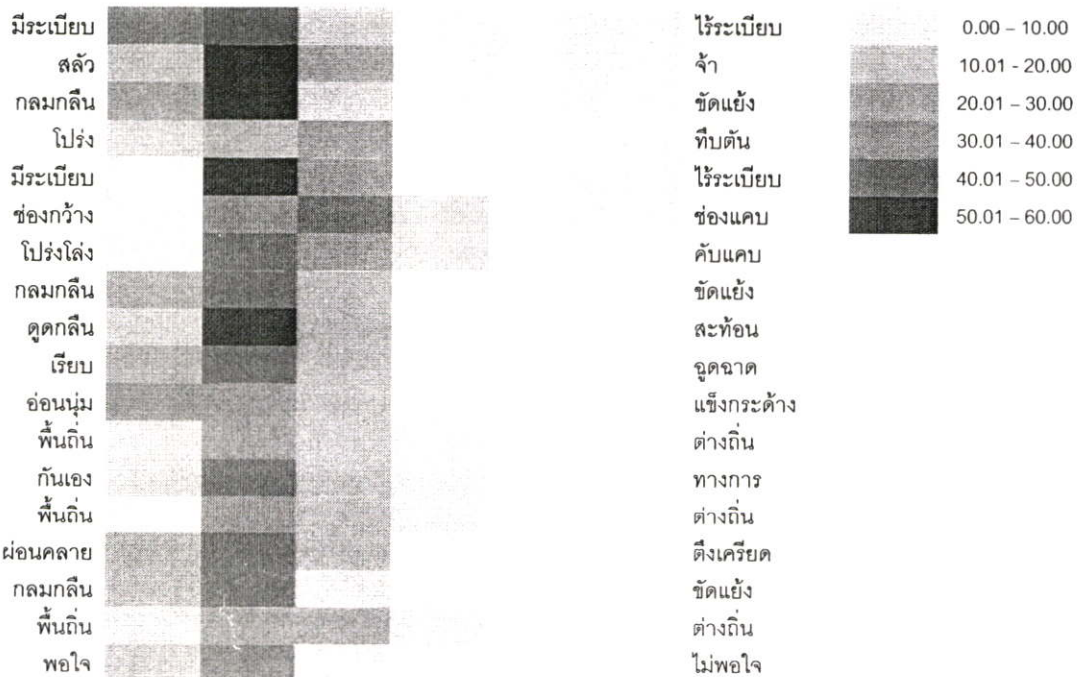 มีระเบียบ ไร้ระเบียบ 0.00 – 10.00
สลัว จ้า 10.01 - 20.00
กลมกลืน ขัดแย้ง 20.01 – 30.00
โปร่ง ทึบตัน 30.01 – 40.00
มีระเบียบ ไร้ระเบียบ 40.01 – 50.00
ช่องกว้าง ช่องแคบ 50.01 – 60.00
โปร่งโล่ง คับแคบ
กลมกลืน ขัดแย้ง
ดูดกลืน สะท้อน
เรียบ ฉูดฉาด
อ่อนนุ่ม แข็งกระด้าง
พื้นถิ่น ต่างถิ่น
กันเอง ทางการ
พื้นถิ่น ต่างถิ่น
ผ่อนคลาย ตึงเครียด
กลมกลืน ขัดแย้ง
พื้นถิ่น ต่างถิ่น
พอใจ ไม่พอใจ